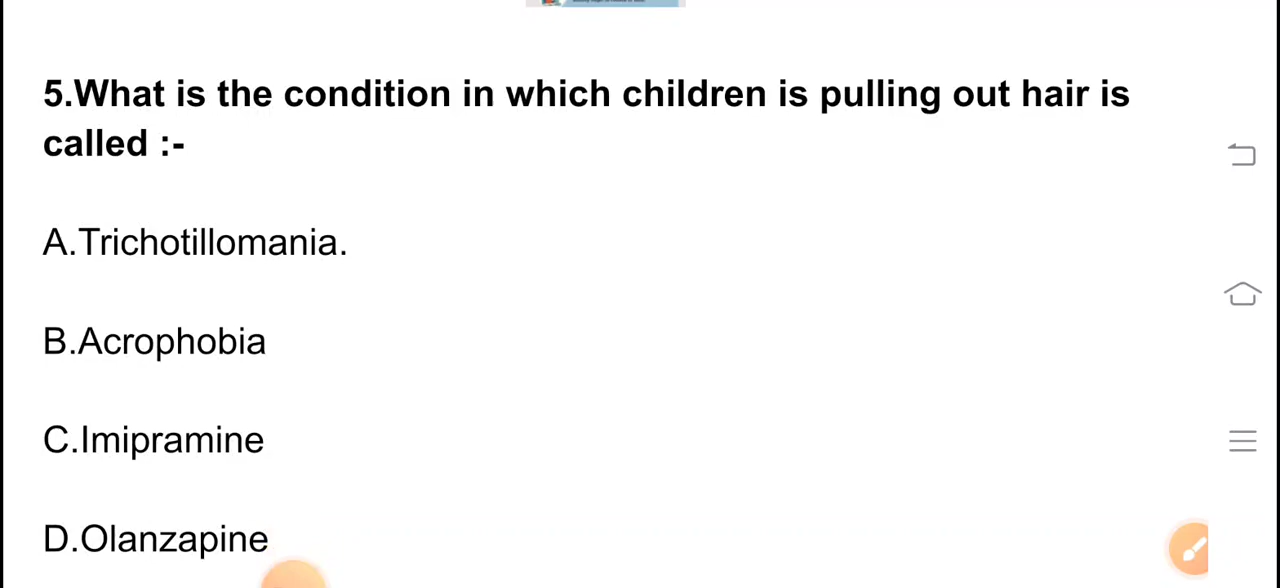 5.What is the condition in which children is pulling out hair is
called :-
A.Trichotillomania.
B.Acrophobia
C.Imipramine
D.Olanzapine